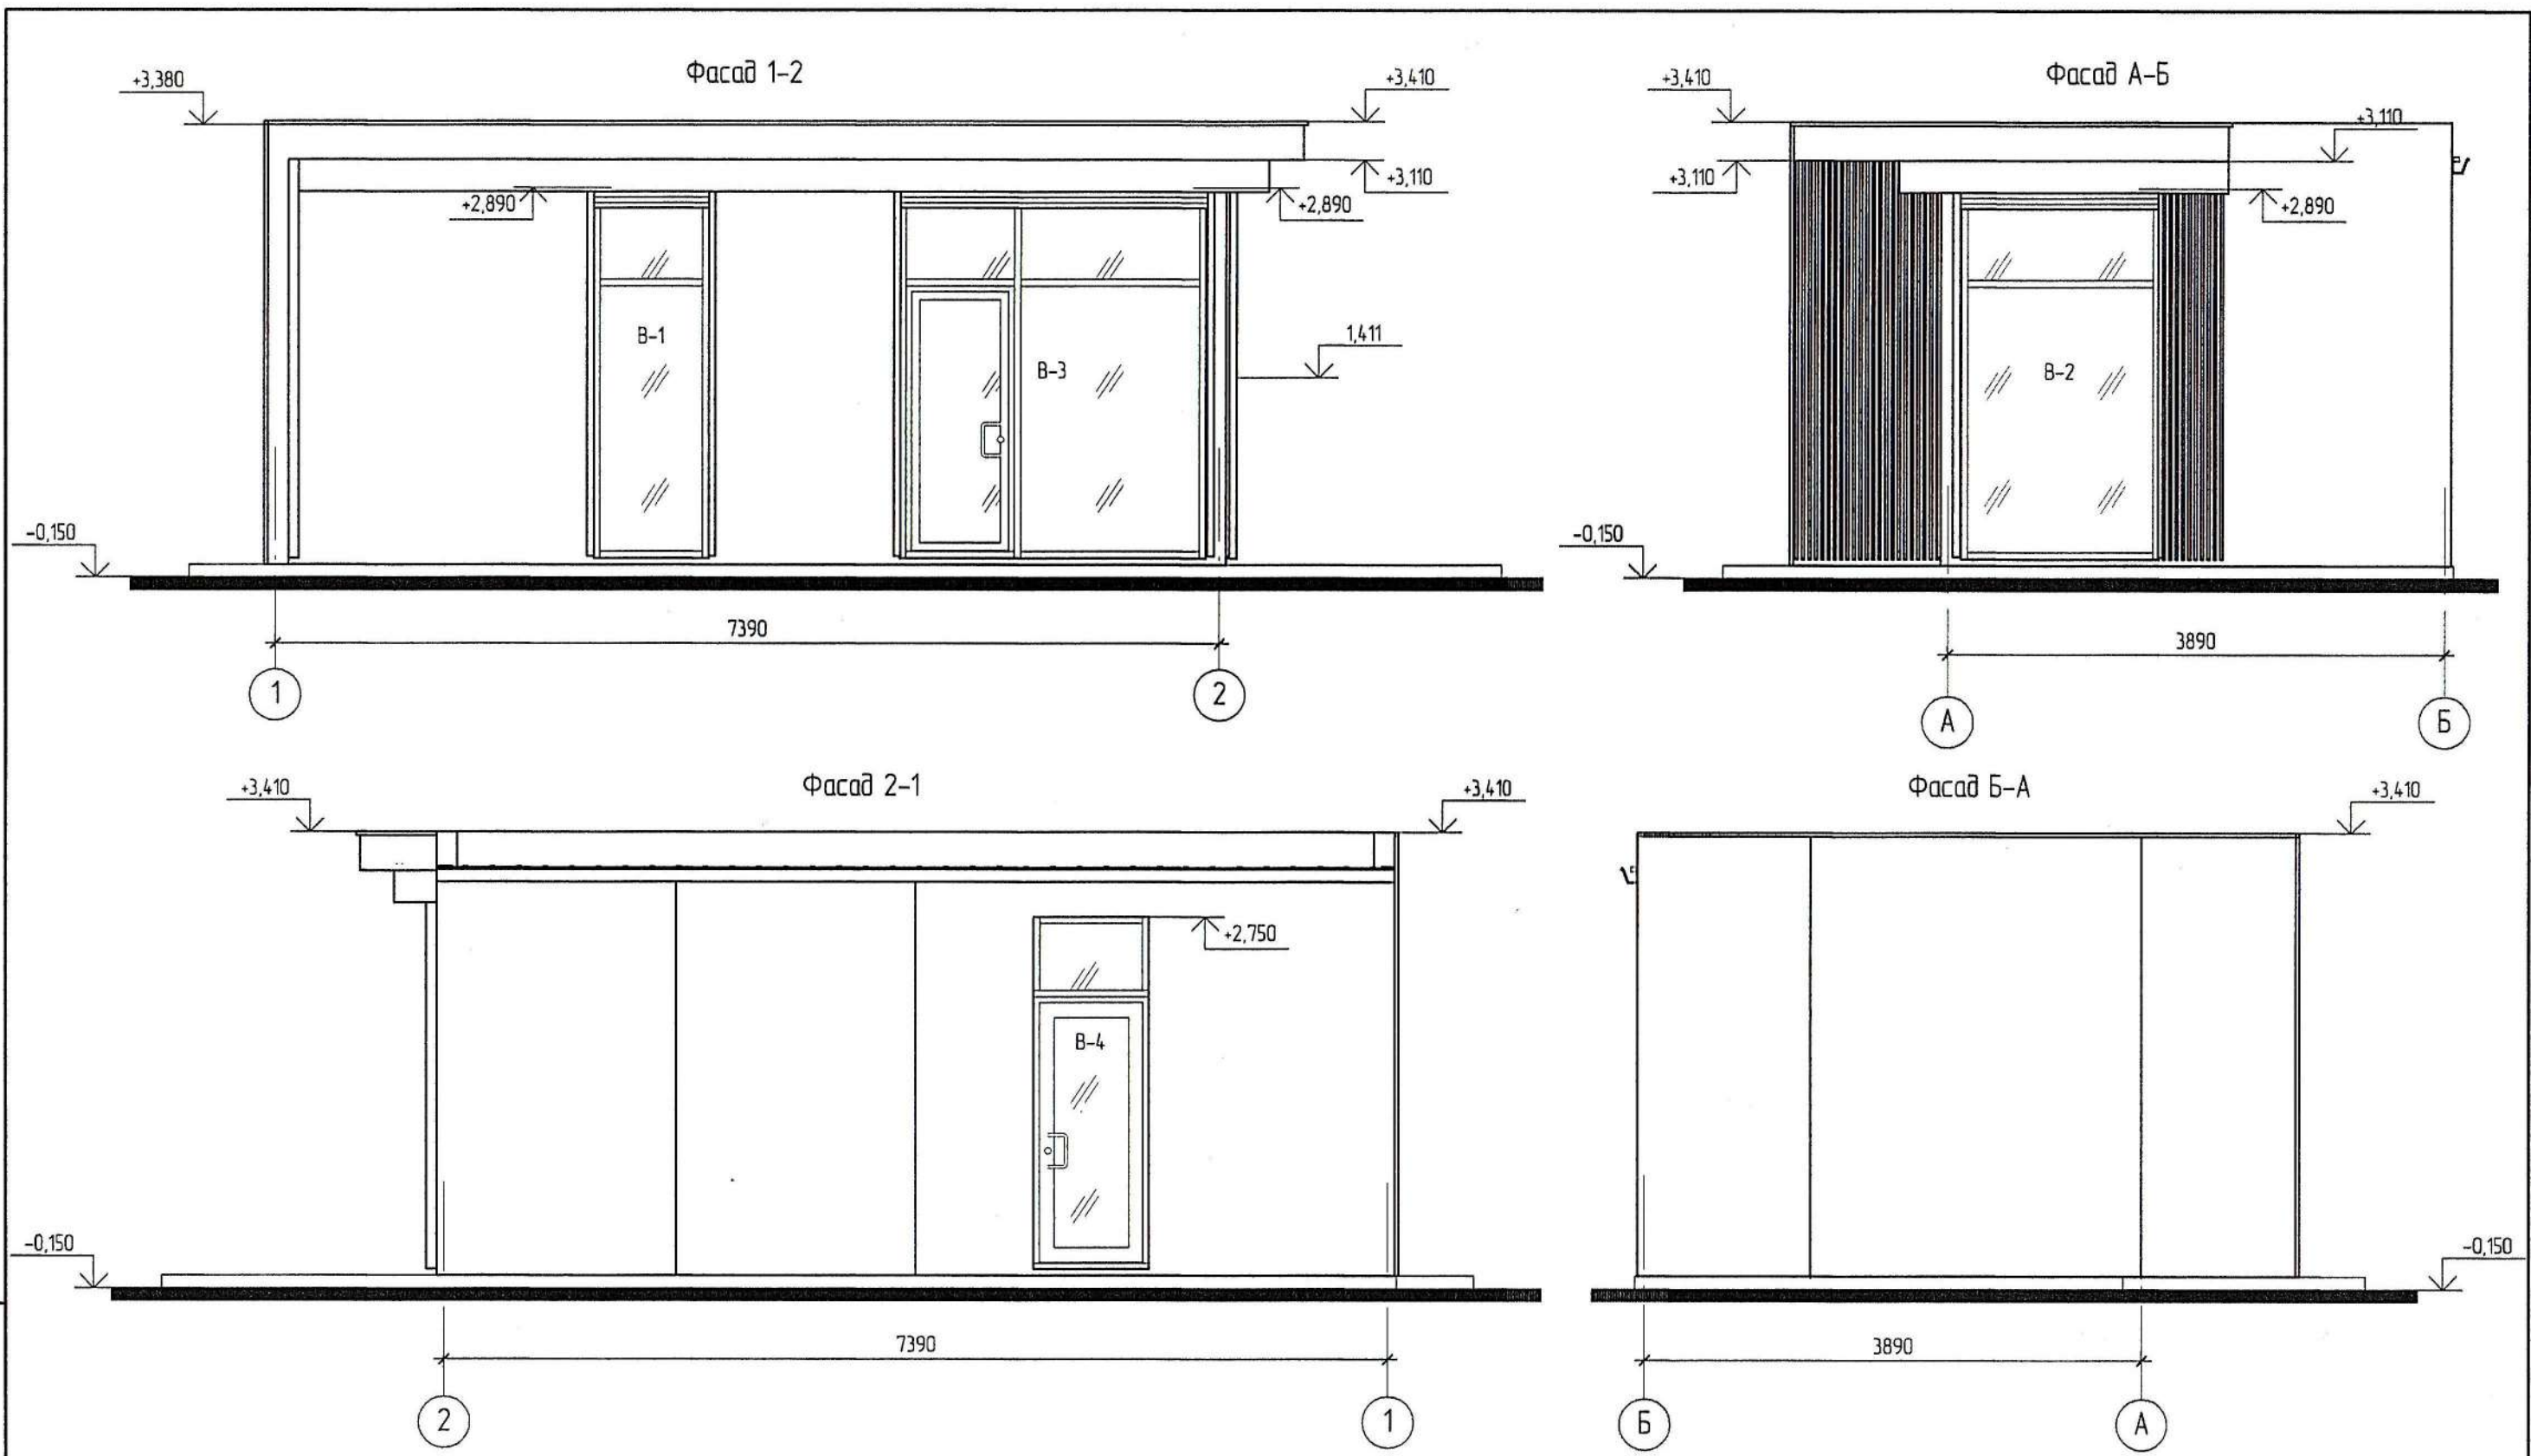 Фасад 1-2
+3,380
+3,410
+3,110
+2,890
+2,890
1,411
В-1
В-3
-0,150
7390
1
2
Фасад А-Б
+3,410
+3,110
+3,110
+2,890
В-2
-0,150
3890
А
Б
Фасад 2-1
+3,410
+3,410
+2,750
В-4
-0,150
7390
2
1
Фасад Б-А
+3,410
-0,150
3890
Б
А